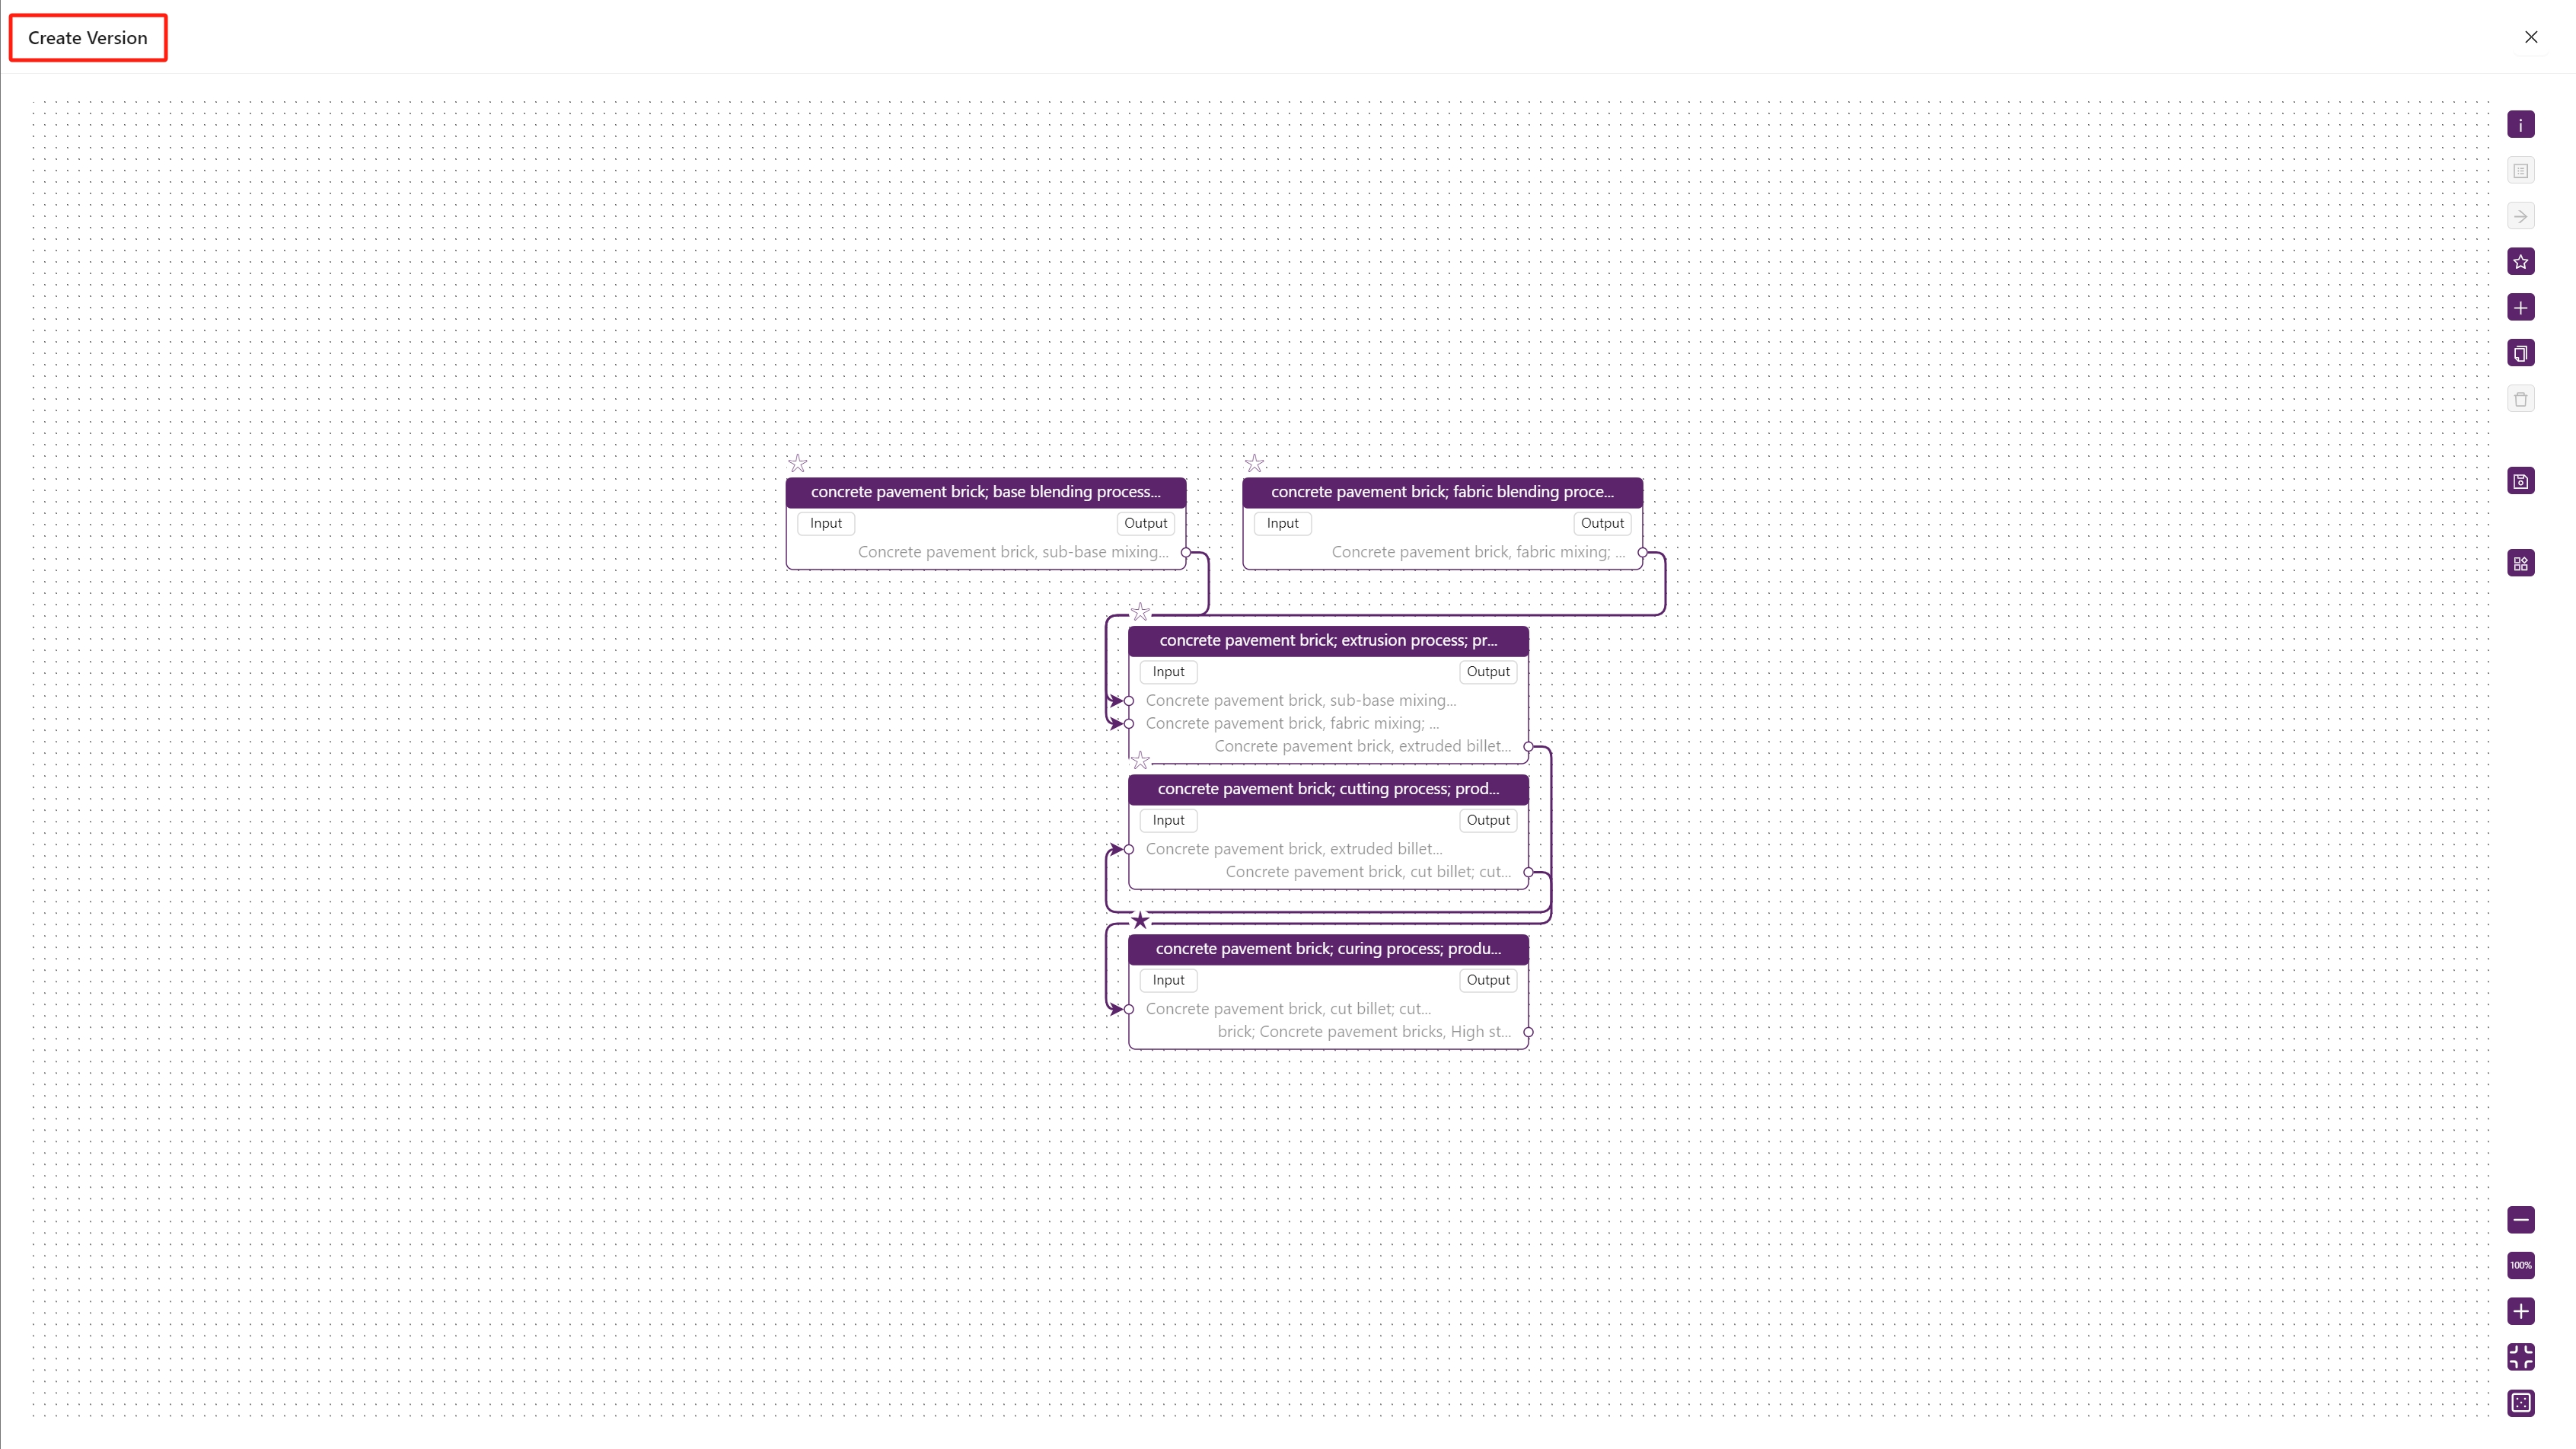 Create Version
i
concrete pavement brick; base blending process...
Input
Output
Concrete pavement brick, sub-base mixing...
concrete pavement brick; fabric blending proce...
Input
Output
Concrete pavement brick, fabric mixing; ...
concrete pavement brick; extrusion process; pr...
Input
Output
Concrete pavement brick, sub-base mixing...
Concrete pavement brick, fabric mixing; ...
Concrete pavement brick, extruded billet...
concrete pavement brick; cutting process; prod...
Input
Output
Concrete pavement brick, extruded billet...
Concrete pavement brick, cut billet; cut...
concrete pavement brick; curing process; produ...
Input
Output
Concrete pavement brick, cut billet; cut...
brick; Concrete pavement bricks, High st...
100%